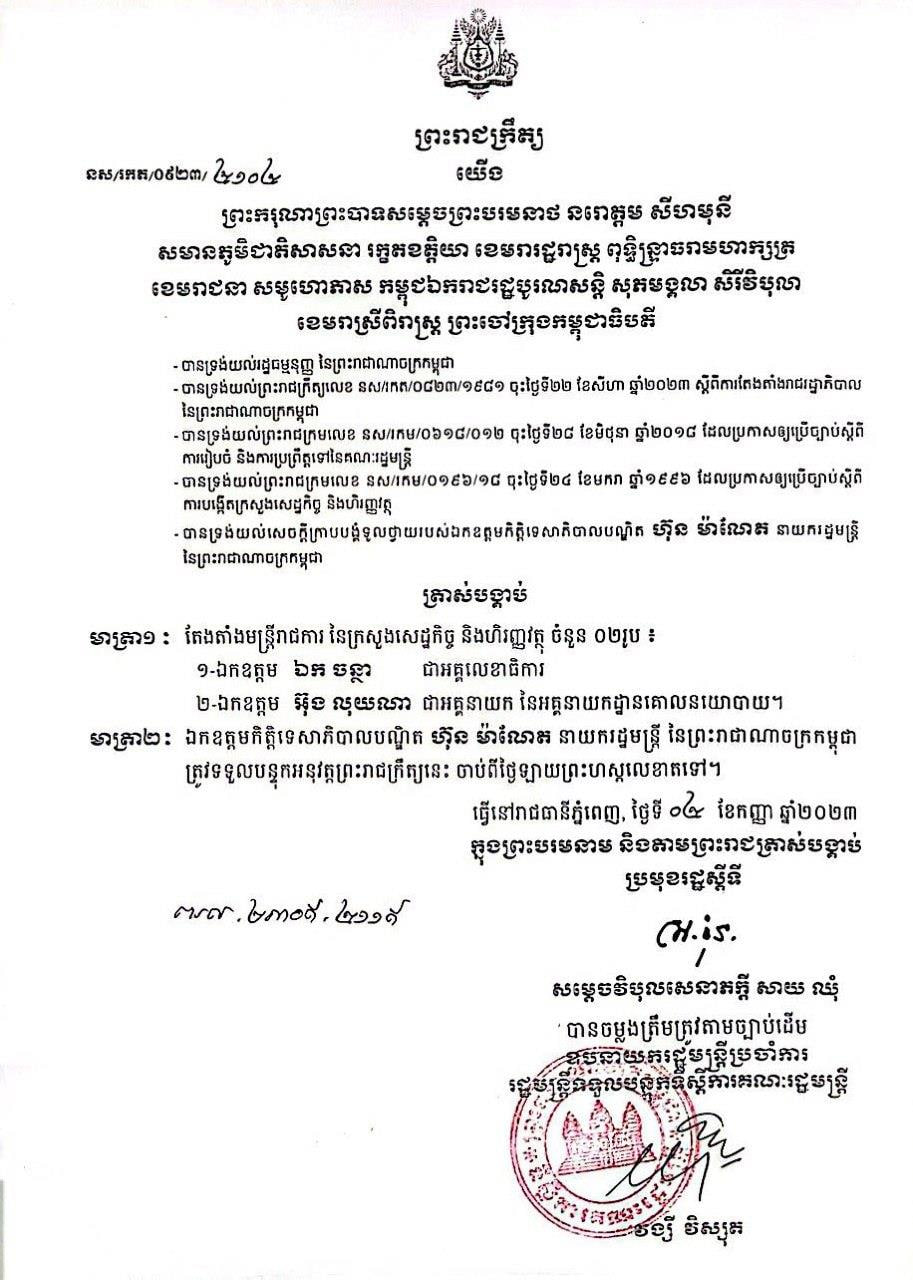 ព្រះរាជក្រឹត្យ
នស/រកត/០៩២៣/២១០៤
យើង
ព្រះករុណាព្រះបាទសម្តេចព្រះបរមនាថ នរោត្តម សីហមុនី
សមានភូមិជាតិសាសនា រក្ខតខត្តិយា ខេមរារដ្ឋរាស្ត្រ ពុទ្ធិន្ទ្រាធរាមហាក្សត្រ
ខេមរាជនា សមូហោភាស កម្ពុជឯករាជរដ្ឋបូរណសន្តិ សុភមង្គលា សិរីវិបុលា
ខេមរាស្រីពិរាស្ត្រ ព្រះចៅក្រុងកម្ពុជាធិបតី
- បានទ្រង់យល់រដ្ឋធម្មនុញ្ញ នៃព្រះរាជាណាចក្រកម្ពុជា
- បានទ្រង់យល់ព្រះរាជក្រឹត្យលេខ នស/រកត/០៨២៣/១៩៨១ ចុះថ្ងៃទី២២ ខែសីហា ឆ្នាំ២០២៣ ស្តីពីការតែងតាំងរាជរដ្ឋាភិបាល
នៃព្រះរាជាណាចក្រកម្ពុជា
- បានទ្រង់យល់ព្រះរាជក្រមលេខ នស/រកម/០៦១៨/០១២ ចុះថ្ងៃទី២៨ ខែមិថុនា ឆ្នាំ២០១៨ ដែលប្រកាសឲ្យប្រើច្បាប់ស្តីពី
ការរៀបចំ និងការប្រព្រឹត្តទៅនៃគណៈរដ្ឋមន្ត្រី
- បានទ្រង់យល់ព្រះរាជក្រមលេខ នស/រកម/០១៩៦/១៨ ចុះថ្ងៃទី២៤ ខែមករា ឆ្នាំ១៩៩៦ ដែលប្រកាសឲ្យប្រើច្បាប់ស្តីពី
ការបង្កើតក្រសួងសេដ្ឋកិច្ច និងហិរញ្ញវត្ថុ
- បានទ្រង់យល់សេចក្តីក្រាបបង្គំទូលថ្វាយរបស់ឯកឧត្តមកិត្តិទេសាភិបាលបណ្ឌិត ហ៊ុន ម៉ាណែត នាយករដ្ឋមន្ត្រី
នៃព្រះរាជាណាចក្រកម្ពុជា
ត្រាស់បង្គាប់
មាត្រា១ : តែងតាំងមន្ត្រីរាជការ នៃក្រសួងសេដ្ឋកិច្ច និងហិរញ្ញវត្ថុ ចំនួន ០២រូប ៖
១-ឯកឧត្តម ឯក ចន្ថា ជាអគ្គលេខាធិការ
២-ឯកឧត្តម អ៊ុង លុយណា ជាអគ្គនាយក នៃអគ្គនាយកដ្ឋានគោលនយោបាយ។
មាត្រា២ : ឯកឧត្តមកិត្តិទេសាភិបាលបណ្ឌិត ហ៊ុន ម៉ាណែត នាយករដ្ឋមន្ត្រី នៃព្រះរាជាណាចក្រកម្ពុជា
ត្រូវទទួលបន្ទុកអនុវត្តព្រះរាជក្រឹត្យនេះ ចាប់ពីថ្ងៃឡាយព្រះហស្តលេខាតទៅ។
ធ្វើនៅរាជធានីភ្នំពេញ, ថ្ងៃទី ០៤ ខែកញ្ញា ឆ្នាំ២០២៣
ក្នុងព្រះបរមនាម និងតាមព្រះរាជត្រាស់បង្គាប់
ប្រមុខរដ្ឋស្តីទី
ព.រ.ល. ២៣០៩. ២១១៩
សម្តេចវិបុលសេនាភក្តី សាយ ឈុំ
បានចម្លងត្រឹមត្រូវតាមច្បាប់ដើម
ឧបនាយករដ្ឋមន្ត្រីប្រចាំការ
រដ្ឋមន្ត្រីទទួលបន្ទុកទីស្តីការគណៈរដ្ឋមន្ត្រី
វង្សី វិស្សុត